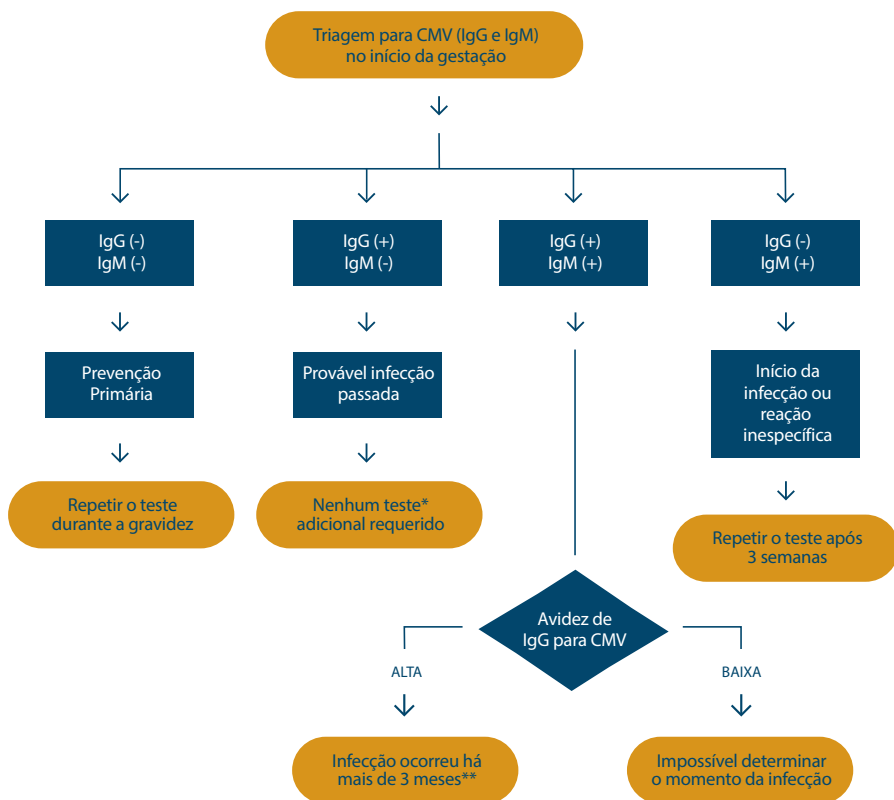 Triagem para CMV (IgG e IgM)
no início da gestação
IgG (-)
IgM (-)
IgG (+)
IgM (-)
IgG (+)
IgM (+)
IgG (-)
IgM (+)
Prevenção
Primária
Provável infecção
passada
Início da
infecção ou
reação
inespecífica
Repetir o teste
durante a gravidez
Nenhum teste*
adicional requerido
Repetir o teste após
3 semanas
Avidez de
IgG para CMV
ALTA
BAIXA
Infecção ocorreu há
mais de 3 meses**
Impossível determinar
o momento da infecção